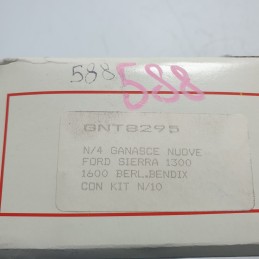 588 588
GNT8295
N/4 GANASCE NUOVE
FORD SIERRA 1300
1600 BERL.BENDIX
CON KIT N/10